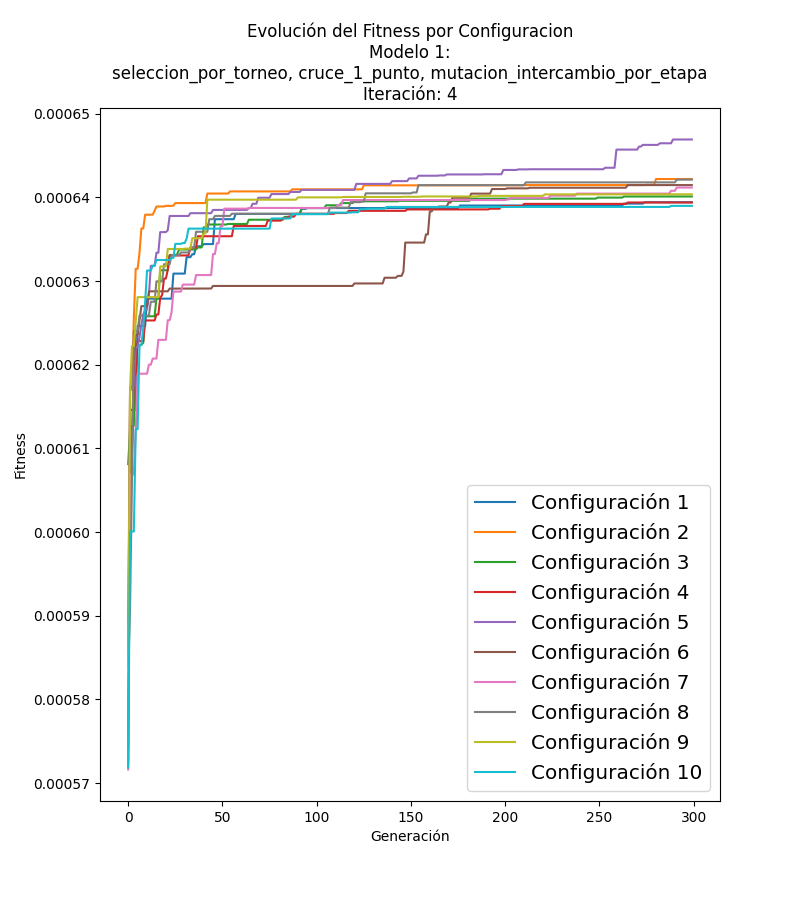 Evolución del Fitness por Configuracion
Modelo 1:
seleccion_por_torneo, cruce_1_punto, mutacion_intercambio_por_etapa
Iteración: 4
0.00065
0.00064
0.00063
0.00062
0.00061
0.00060
0.00059
0.00058
0.00057
Fitness
Configuración 1
Configuración 2
Configuración 3
Configuración 4
Configuración 5
Configuración 6
Configuración 7
Configuración 8
Configuración 9
Configuración 10
0 50 100 150 200 250 300
Generación